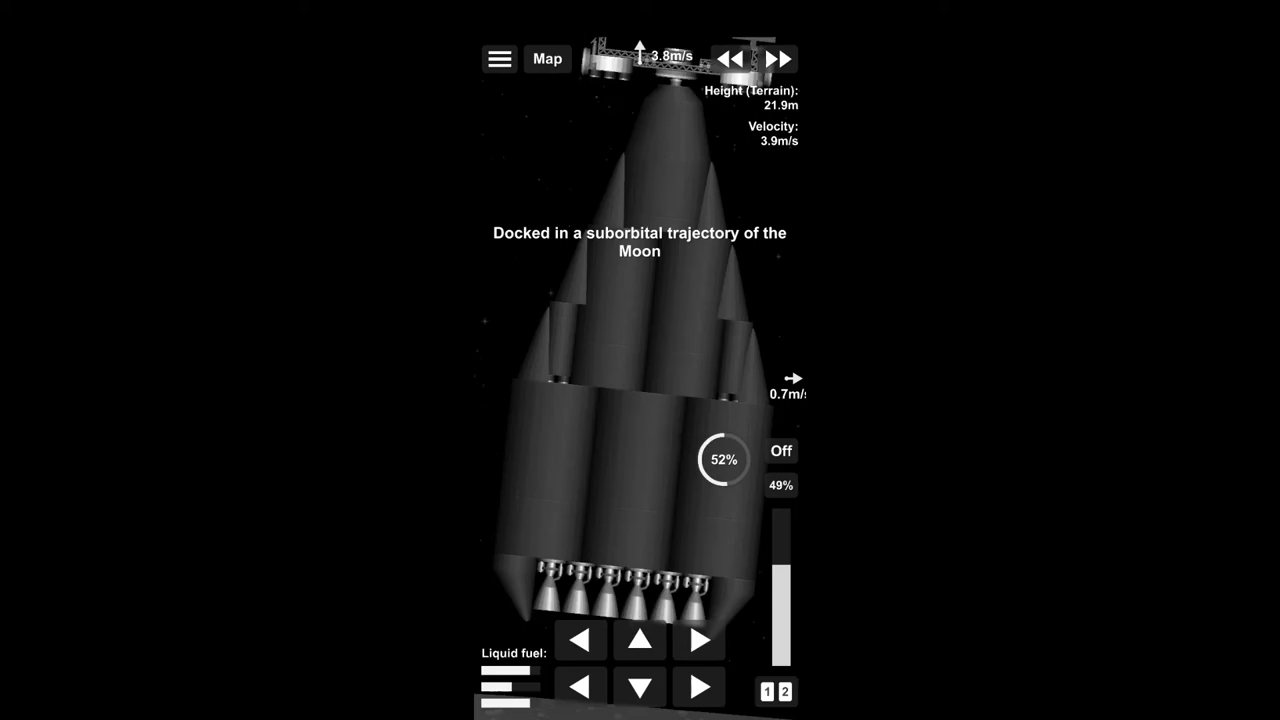 Map
3.8m/s
Height (Terrain):
21.9m
Velocity:
3.9m/s
Docked in a suborbital trajectory of the
Moon
0.7m/s
52%
Off
49%
Liquid fuel:
1 2